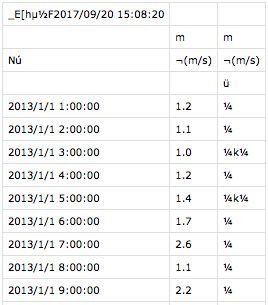 _E[hµ½F2017/09/20 15:08:20
m m
Nú ¬(m/s) ¬(m/s)
ü
2013/1/1 1:00:00 1.2 ¼
2013/1/1 2:00:00 1.1 ¼
2013/1/1 3:00:00 1.0 ¼k¼
2013/1/1 4:00:00 1.2 ¼
2013/1/1 5:00:00 1.4 ¼k¼
2013/1/1 6:00:00 1.7 ¼
2013/1/1 7:00:00 2.6 ¼
2013/1/1 8:00:00 1.1 ¼
2013/1/1 9:00:00 2.2 ¼